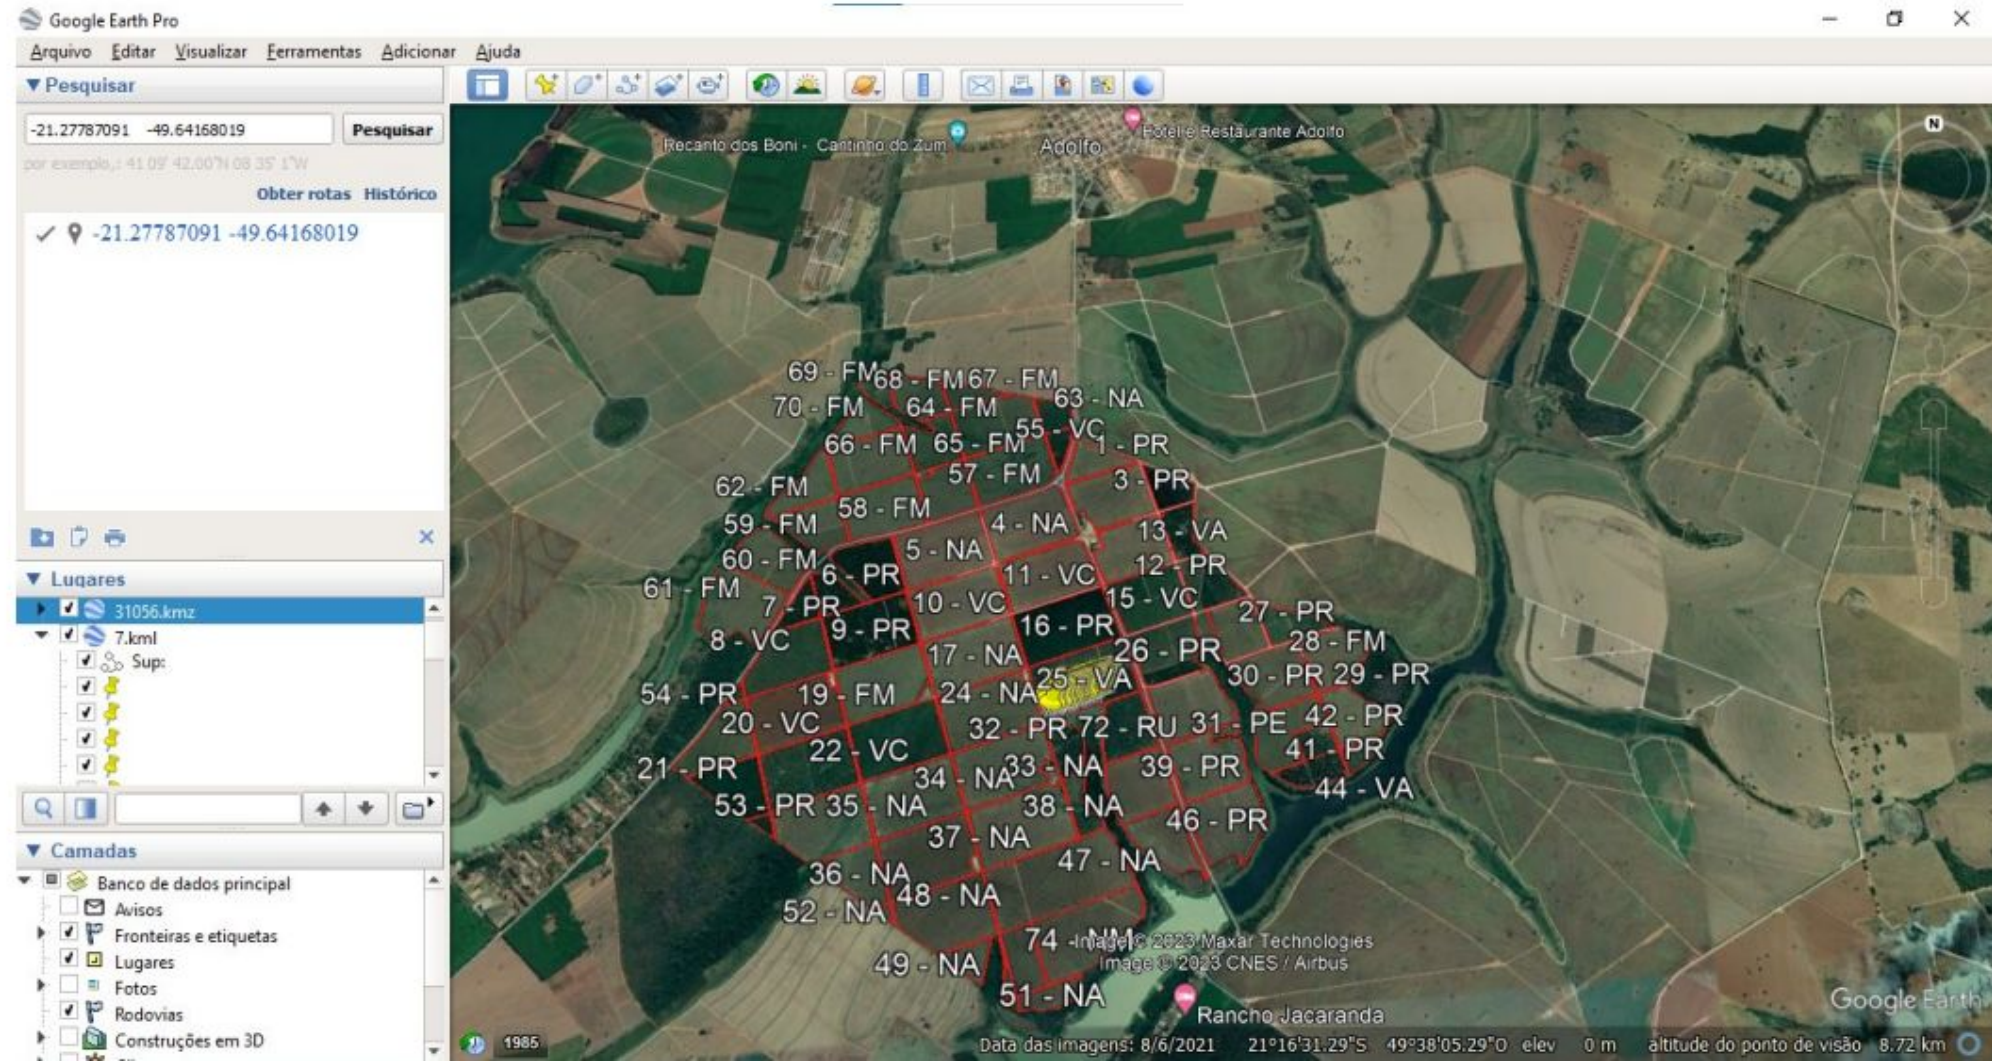 Google Earth Pro
Arquivo Editar Visualizar Ferramentas Adicionar Ajuda
Pesquisar
-21.27787091 -49.64168019 Pesquisar
por exemplo,: 41 09' 42.00"N 08 35' 1"W
Obter rotas Histórico
-21.27787091 -49.64168019
Lugares
31056.kmz
7.kml
Sup:
Camadas
Banco de dados principal
Avisos
Fronteiras e etiquetas
Lugares
Fotos
Rodovias
Construções em 3D
N
Recanto dos Boni - Cantinho do Zum
Adolfo
Hotel e Restaurante Adolfo
69 - FM
68 - FM
67 - FM
63 - NA
70 - FM
64 - FM
55 - VC
66 - FM
65 - FM
1 - PR
57 - FM
3 - PR
62 - FM
58 - FM
59 - FM
4 - NA
13 - VA
5 - NA
60 - FM
6 - PR
11 - VC
12 - PR
61 - FM
7 - PR
10 - VC
15 - VC
27 - PR
9 - PR
16 - PR
8 - VC
28 - FM
17 - NA
26 - PR
25 - VA
30 - PR
29 - PR
54 - PR
19 - FM
24 - NA
20 - VC
32 - PR
72 - RU
31 - PE
42 - PR
22 - VC
41 - PR
21 - PR
34 - NA
33 - NA
39 - PR
44 - VA
53 - PR
35 - NA
38 - NA
46 - PR
37 - NA
47 - NA
36 - NA
48 - NA
52 - NA
74 - NM
Image © 2023 Maxar Technologies
Image © 2023 CNES / Airbus
49 - NA
51 - NA
Rancho Jacaranda
Google Earth
1985
Data das imagens: 8/6/2021 21°16'31.29"S 49°38'05.29"O elev 0 m altitude do ponto de visão 8.72 km